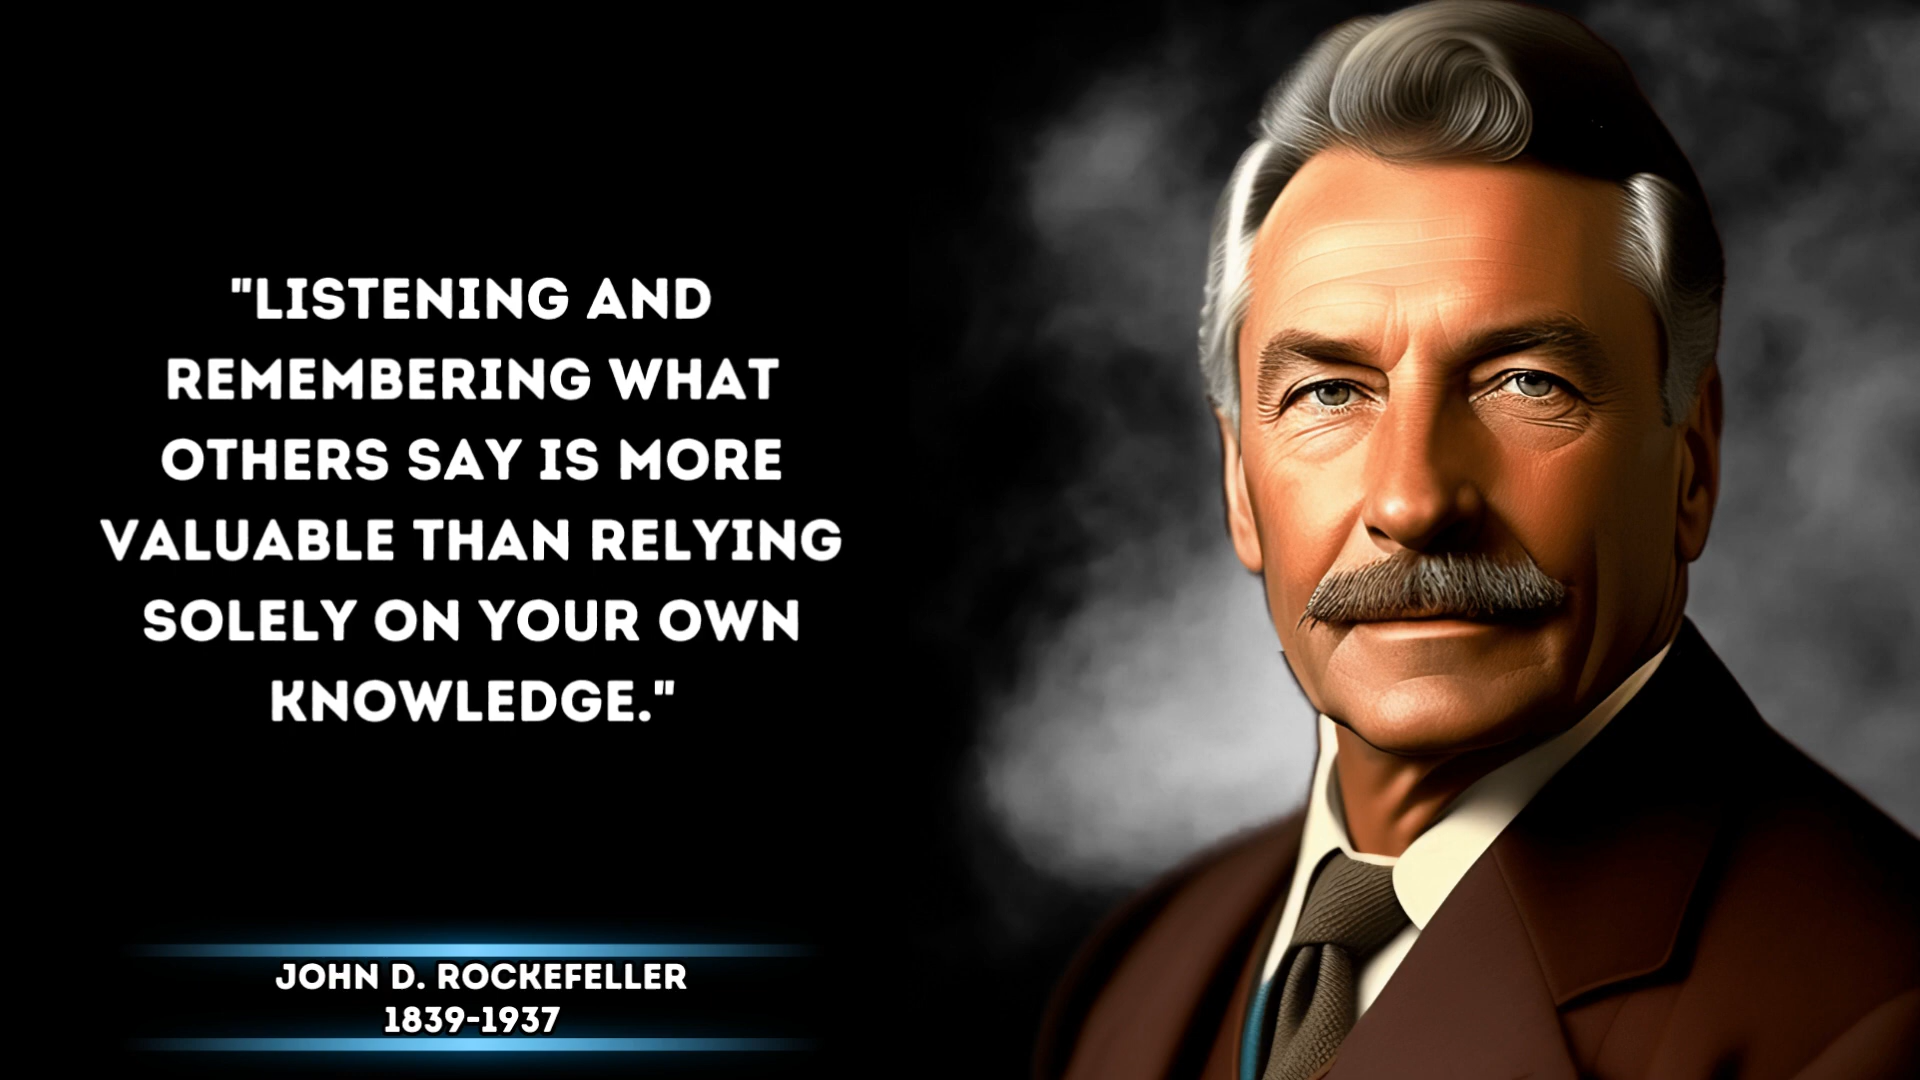 "LISTENING AND
REMEMBERING WHAT
OTHERS SAY IS MORE
VALUABLE THAN RELYING
SOLELY ON YOUR OWN
KNOWLEDGE."
JOHN D. ROCKEFELLER
1839-1937